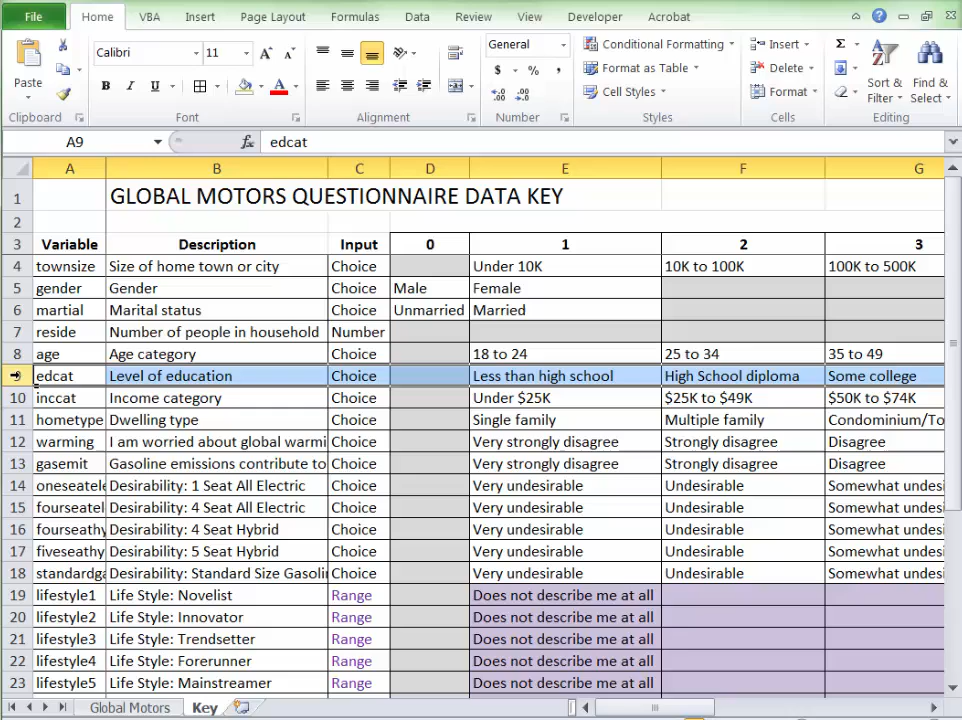 File Home VBA Insert Page Layout Formulas Data Review View Developer Acrobat
Calibri 11 General Conditional Formatting Insert Σ
Paste Format as Table Delete Sort & Find &
B I U A $ % , Cell Styles Format Filter Select
Clipboard Font Alignment Number Styles Cells Editing
A9 fx edcat
A B C D E F G
1 GLOBAL MOTORS QUESTIONNAIRE DATA KEY
2
3 Variable Description Input 0 1 2 3
4 townsize Size of home town or city Choice Under 10K 10K to 100K 100K to 500K
5 gender Gender Choice Male Female
6 martial Marital status Choice Unmarried Married
7 reside Number of people in household Number
8 age Age category Choice 18 to 24 25 to 34 35 to 49
edcat Level of education Choice Less than high school High School diploma Some college
10 inccat Income category Choice Under $25K $25K to $49K $50K to $74K
11 hometype Dwelling type Choice Single family Multiple family Condominium/To
12 warming I am worried about global warmi Choice Very strongly disagree Strongly disagree Disagree
13 gasemit Gasoline emissions contribute to Choice Very strongly disagree Strongly disagree Disagree
14 oneseatele Desirability: 1 Seat All Electric Choice Very undesirable Undesirable Somewhat undesi
15 fourseatel Desirability: 4 Seat All Electric Choice Very undesirable Undesirable Somewhat undesi
16 fourseathy Desirability: 4 Seat Hybrid Choice Very undesirable Undesirable Somewhat undesi
17 fiveseathy Desirability: 5 Seat Hybrid Choice Very undesirable Undesirable Somewhat undesi
18 standardga Desirability: Standard Size Gasoli Choice Very undesirable Undesirable Somewhat undesi
19 lifestyle1 Life Style: Novelist Range Does not describe me at all
20 lifestyle2 Life Style: Innovator Range Does not describe me at all
21 lifestyle3 Life Style: Trendsetter Range Does not describe me at all
22 lifestyle4 Life Style: Forerunner Range Does not describe me at all
23 lifestyle5 Life Style: Mainstreamer Range Does not describe me at all
Global Motors Key